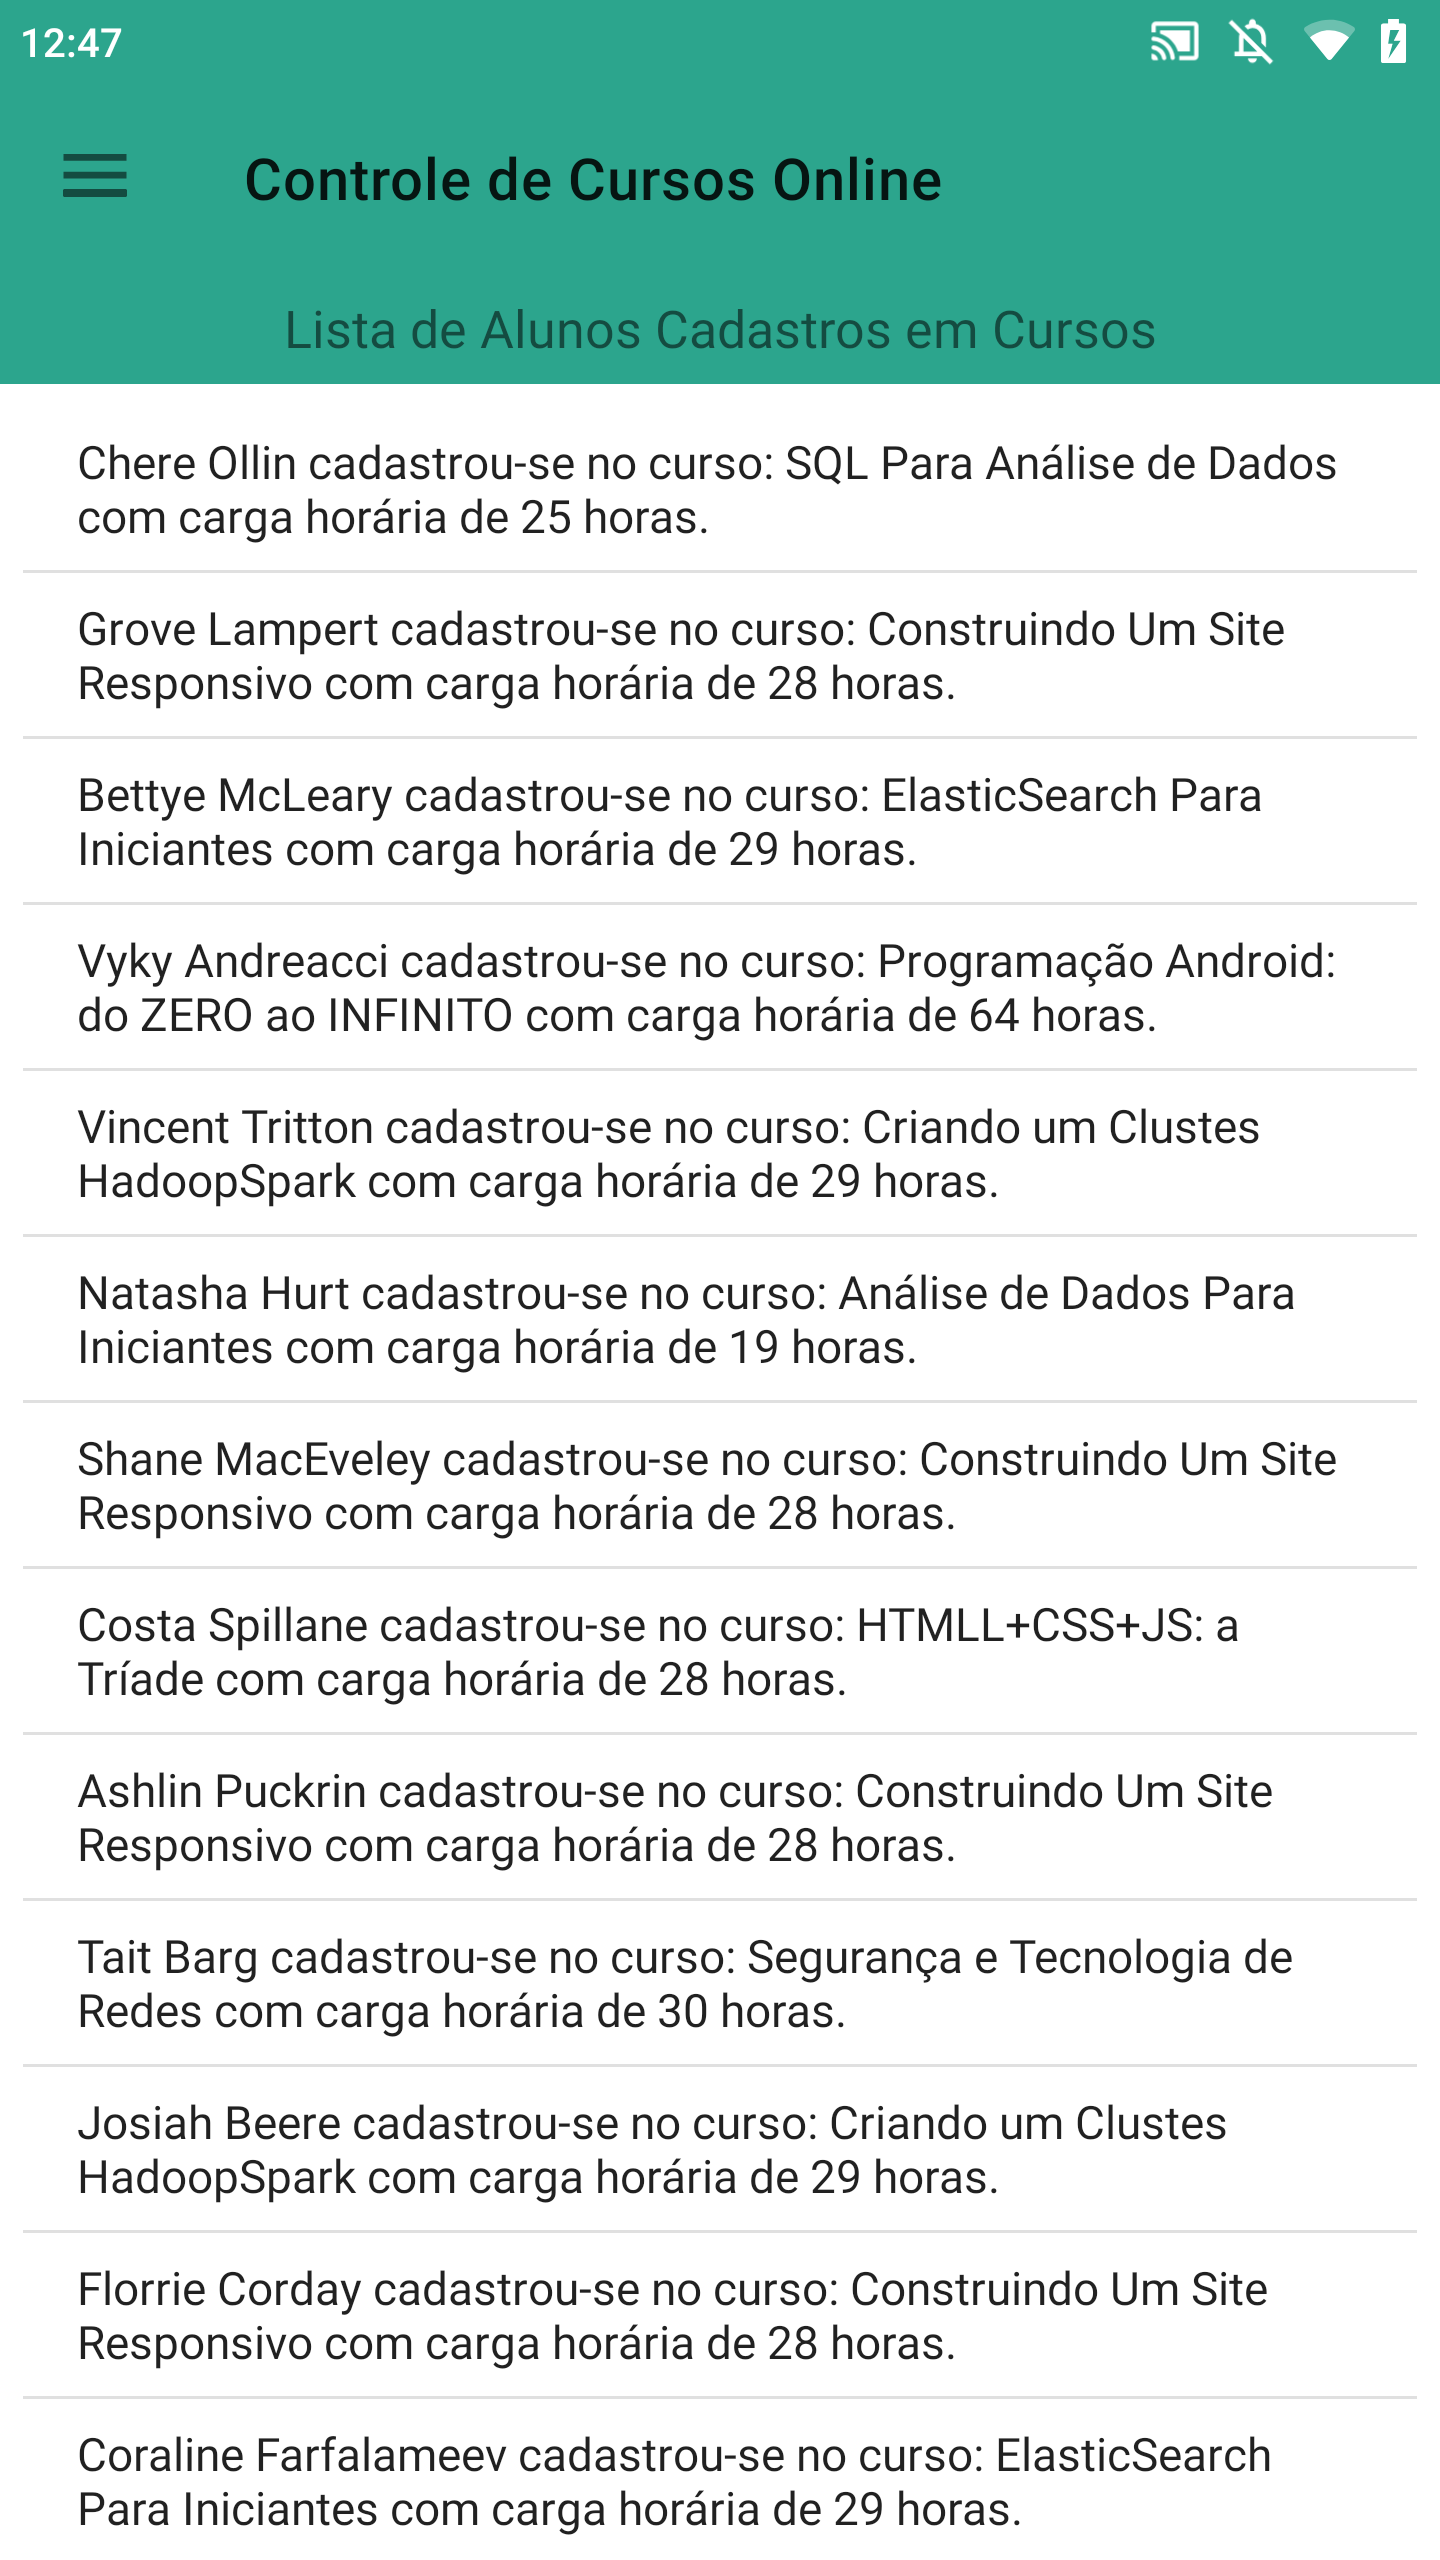 12:47
Controle de Cursos Online
Lista de Alunos Cadastros em Cursos
Chere Ollin cadastrou-se no curso: SQL Para Análise de Dados
com carga horária de 25 horas.
Grove Lampert cadastrou-se no curso: Construindo Um Site
Responsivo com carga horária de 28 horas.
Bettye McLeary cadastrou-se no curso: ElasticSearch Para
Iniciantes com carga horária de 29 horas.
Vyky Andreacci cadastrou-se no curso: Programação Android:
do ZERO ao INFINITO com carga horária de 64 horas.
Vincent Tritton cadastrou-se no curso: Criando um Clustes
HadoopSpark com carga horária de 29 horas.
Natasha Hurt cadastrou-se no curso: Análise de Dados Para
Iniciantes com carga horária de 19 horas.
Shane MacEveley cadastrou-se no curso: Construindo Um Site
Responsivo com carga horária de 28 horas.
Costa Spillane cadastrou-se no curso: HTMLL+CSS+JS: a
Tríade com carga horária de 28 horas.
Ashlin Puckrin cadastrou-se no curso: Construindo Um Site
Responsivo com carga horária de 28 horas.
Tait Barg cadastrou-se no curso: Segurança e Tecnologia de
Redes com carga horária de 30 horas.
Josiah Beere cadastrou-se no curso: Criando um Clustes
HadoopSpark com carga horária de 29 horas.
Florrie Corday cadastrou-se no curso: Construindo Um Site
Responsivo com carga horária de 28 horas.
Coraline Farfalameev cadastrou-se no curso: ElasticSearch
Para Iniciantes com carga horária de 29 horas.